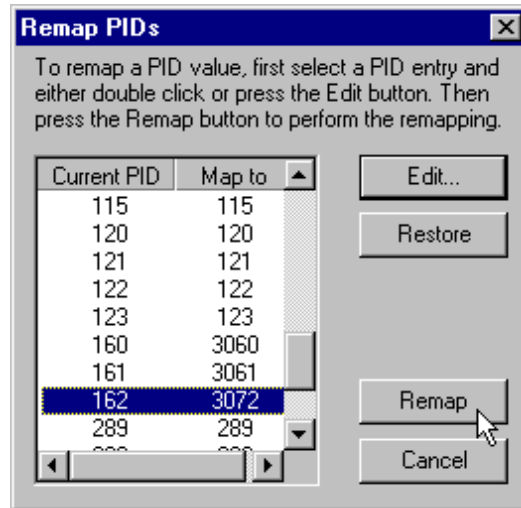 Remap PIDs
To remap a PID value, first select a PID entry and
either double click or press the Edit button. Then
press the Remap button to perform the remapping.
Current PID Map to
115 115
120 120
121 121
122 122
123 123
160 3060
161 3061
162 3072
289 289
Edit...
Restore
Remap
Cancel